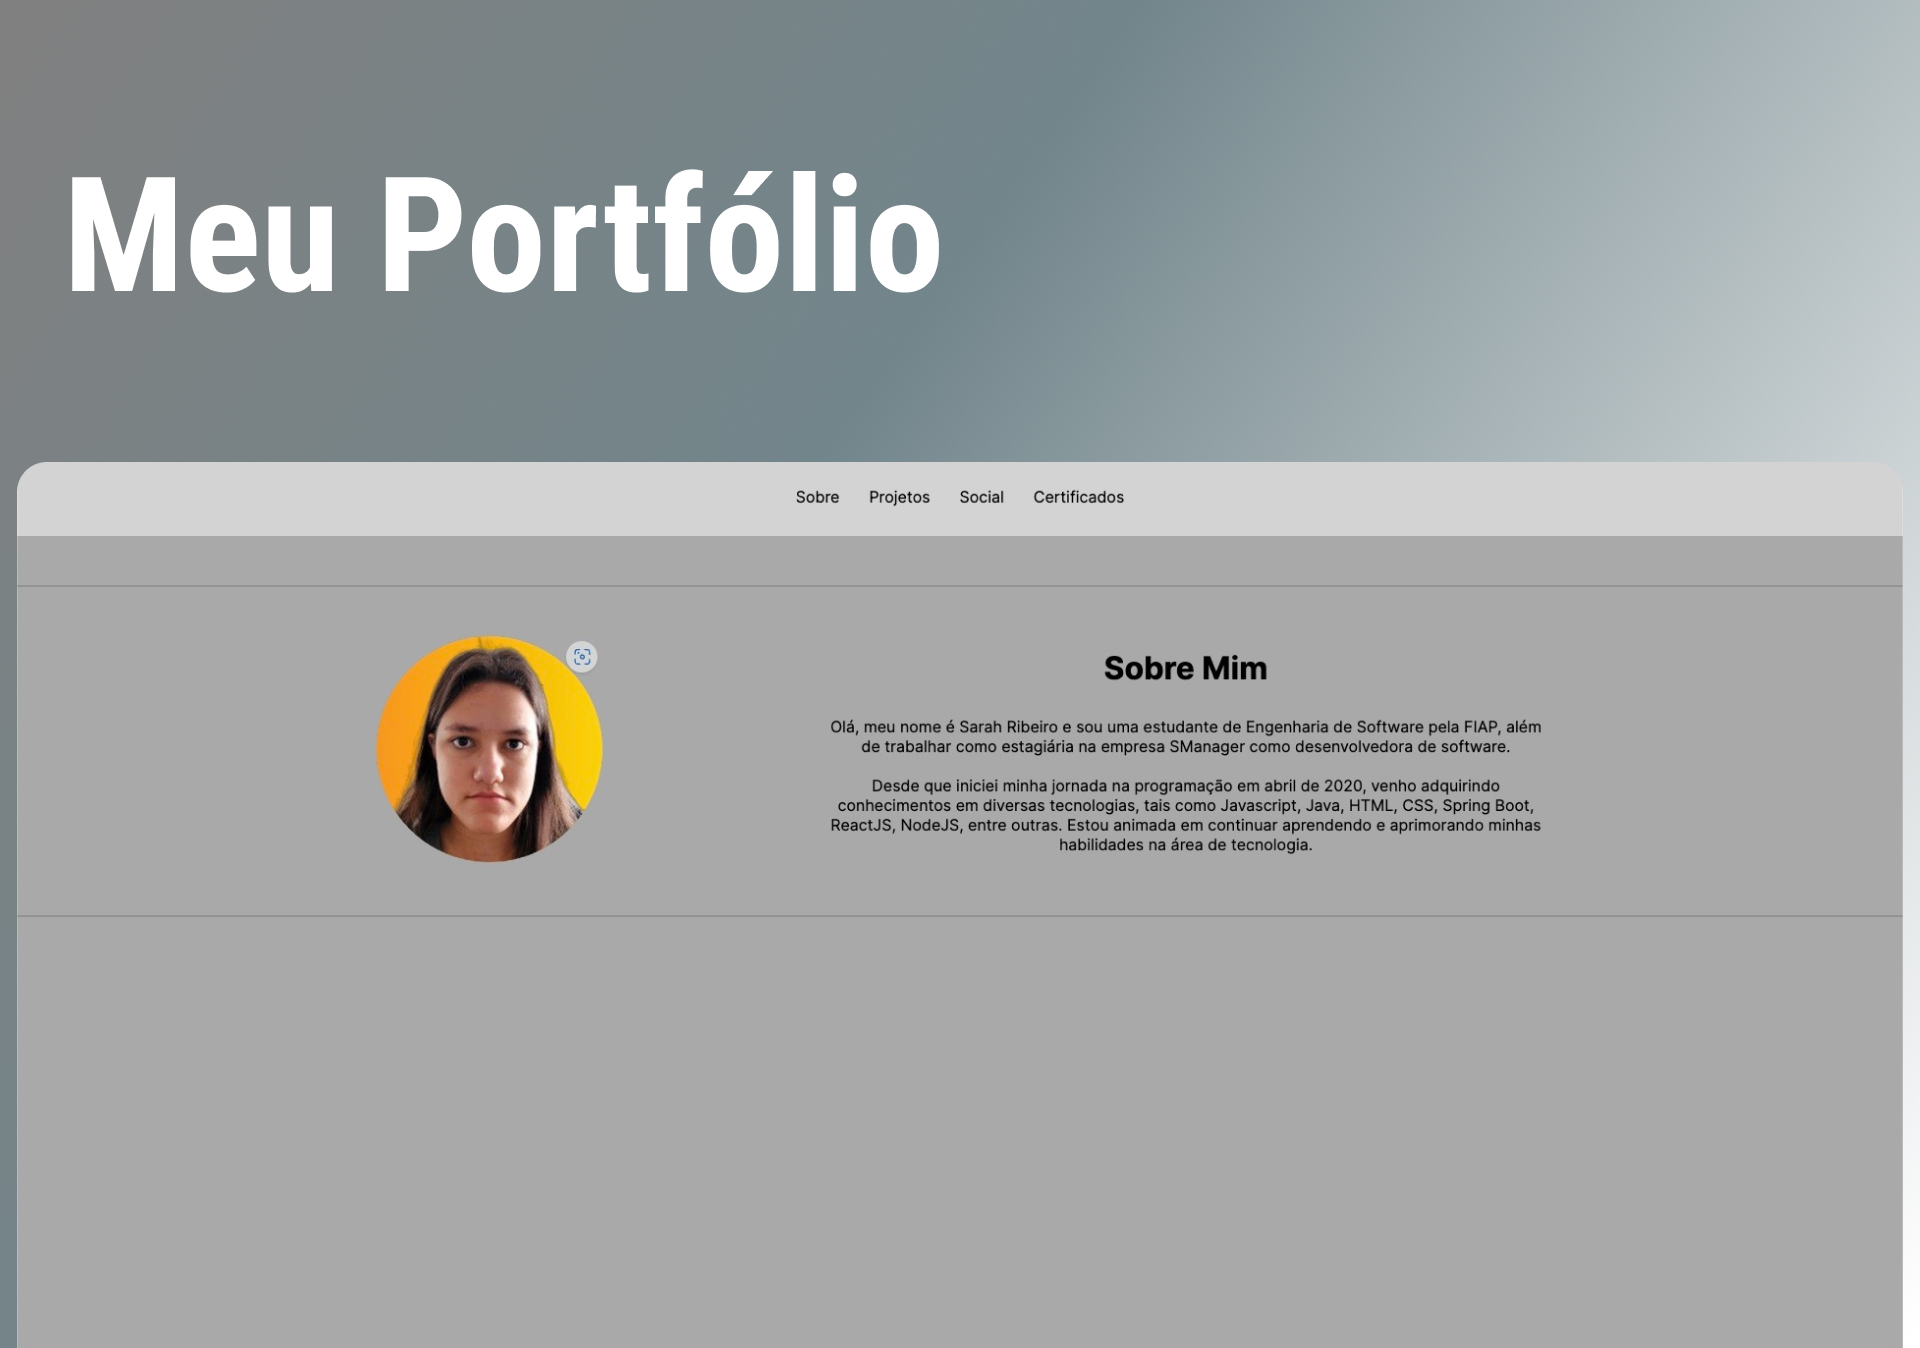 Meu Portfólio
Sobre Projetos Social Certificados
Sobre Mim
Olá, meu nome é Sarah Ribeiro e sou uma estudante de Engenharia de Software pela FIAP, além
de trabalhar como estagiária na empresa SManager como desenvolvedora de software.
Desde que iniciei minha jornada na programação em abril de 2020, venho adquirindo
conhecimentos em diversas tecnologias, tais como Javascript, Java, HTML, CSS, Spring Boot,
ReactJS, NodeJS, entre outras. Estou animada em continuar aprendendo e aprimorando minhas
habilidades na área de tecnologia.